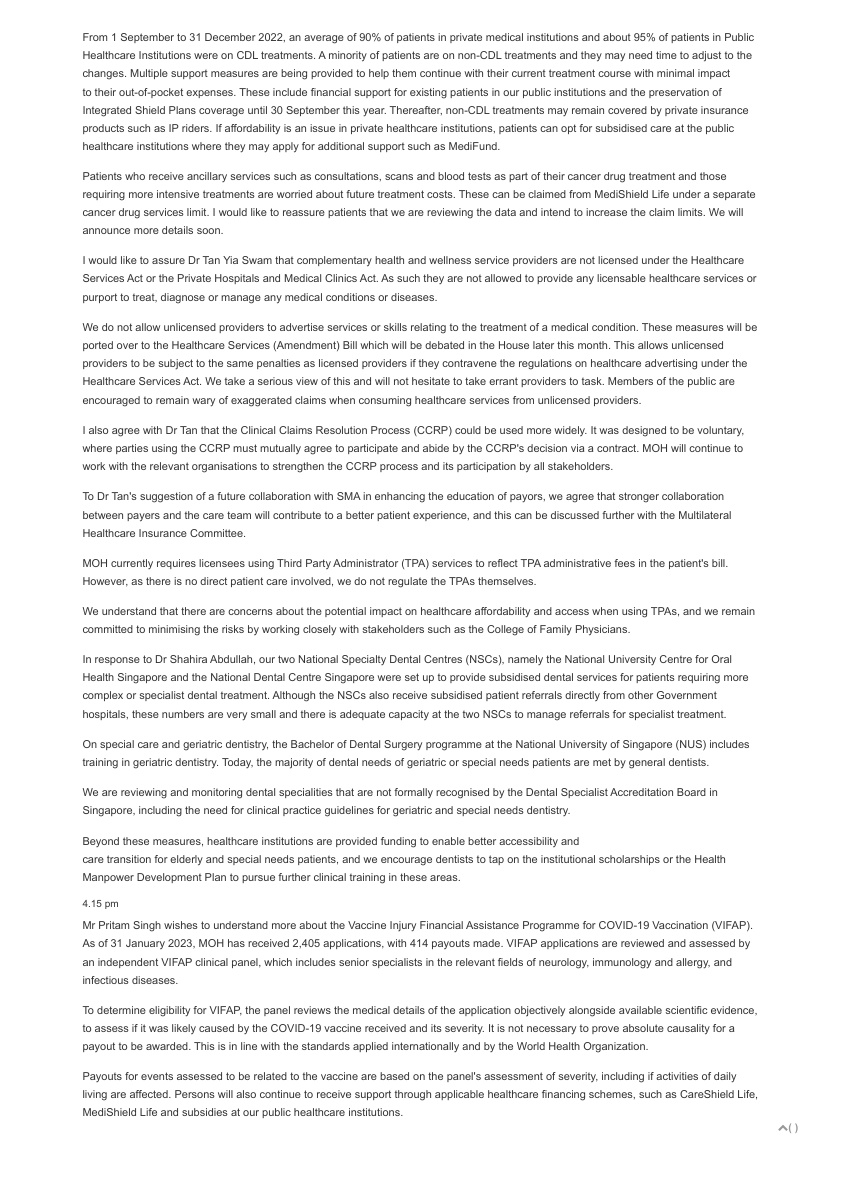 From 1 September to 31 December 2022, an average of 90% of patients in private medical institutions and about 95% of patients in Public
Healthcare Institutions were on CDL treatments. A minority of patients are on non-CDL treatments and they may need time to adjust to the
changes. Multiple support measures are being provided to help them continue with their current treatment course with minimal impact
to their out-of-pocket expenses. These include financial support for existing patients in our public institutions and the preservation of
Integrated Shield Plans coverage until 30 September this year. Thereafter, non-CDL treatments may remain covered by private insurance
products such as IP riders. If affordability is an issue in private healthcare institutions, patients can opt for subsidised care at the public
healthcare institutions where they may apply for additional support such as MediFund.
Patients who receive ancillary services such as consultations, scans and blood tests as part of their cancer drug treatment and those
requiring more intensive treatments are worried about future treatment costs. These can be claimed from MediShield Life under a separate
cancer drug services limit. I would like to reassure patients that we are reviewing the data and intend to increase the claim limits. We will
announce more details soon.
I would like to assure Dr Tan Yia Swam that complementary health and wellness service providers are not licensed under the Healthcare
Services Act or the Private Hospitals and Medical Clinics Act. As such they are not allowed to provide any licensable healthcare services or
purport to treat, diagnose or manage any medical conditions or diseases.
We do not allow unlicensed providers to advertise services or skills relating to the treatment of a medical condition. These measures will be
ported over to the Healthcare Services (Amendment) Bill which will be debated in the House later this month. This allows unlicensed
providers to be subject to the same penalties as licensed providers if they contravene the regulations on healthcare advertising under the
Healthcare Services Act. We take a serious view of this and will not hesitate to take errant providers to task. Members of the public are
encouraged to remain wary of exaggerated claims when consuming healthcare services from unlicensed providers.
I also agree with Dr Tan that the Clinical Claims Resolution Process (CCRP) could be used more widely. It was designed to be voluntary,
where parties using the CCRP must mutually agree to participate and abide by the CCRP's decision via a contract. MOH will continue to
work with the relevant organisations to strengthen the CCRP process and its participation by all stakeholders.
To Dr Tan's suggestion of a future collaboration with SMA in enhancing the education of payors, we agree that stronger collaboration
between payers and the care team will contribute to a better patient experience, and this can be discussed further with the Multilateral
Healthcare Insurance Committee.
MOH currently requires licensees using Third Party Administrator (TPA) services to reflect TPA administrative fees in the patient's bill.
However, as there is no direct patient care involved, we do not regulate the TPAs themselves.
We understand that there are concerns about the potential impact on healthcare affordability and access when using TPAs, and we remain
committed to minimising the risks by working closely with stakeholders such as the College of Family Physicians.
In response to Dr Shahira Abdullah, our two National Specialty Dental Centres (NSCs), namely the National University Centre for Oral
Health Singapore and the National Dental Centre Singapore were set up to provide subsidised dental services for patients requiring more
complex or specialist dental treatment. Although the NSCs also receive subsidised patient referrals directly from other Government
hospitals, these numbers are very small and there is adequate capacity at the two NSCs to manage referrals for specialist treatment.
On special care and geriatric dentistry, the Bachelor of Dental Surgery programme at the National University of Singapore (NUS) includes
training in geriatric dentistry. Today, the majority of dental needs of geriatric or special needs patients are met by general dentists.
We are reviewing and monitoring dental specialities that are not formally recognised by the Dental Specialist Accreditation Board in
Singapore, including the need for clinical practice guidelines for geriatric and special needs dentistry.
Beyond these measures, healthcare institutions are provided funding to enable better accessibility and
care transition for elderly and special needs patients, and we encourage dentists to tap on the institutional scholarships or the Health
Manpower Development Plan to pursue further clinical training in these areas.
4.15 pm
Mr Pritam Singh wishes to understand more about the Vaccine Injury Financial Assistance Programme for COVID-19 Vaccination (VIFAP).
As of 31 January 2023, MOH has received 2,405 applications, with 414 payouts made. VIFAP applications are reviewed and assessed by
an independent VIFAP clinical panel, which includes senior specialists in the relevant fields of neurology, immunology and allergy, and
infectious diseases.
To determine eligibility for VIFAP, the panel reviews the medical details of the application objectively alongside available scientific evidence,
to assess if it was likely caused by the COVID-19 vaccine received and its severity. It is not necessary to prove absolute causality for a
payout to be awarded. This is in line with the standards applied internationally and by the World Health Organization.
Payouts for events assessed to be related to the vaccine are based on the panel's assessment of severity, including if activities of daily
living are affected. Persons will also continue to receive support through applicable healthcare financing schemes, such as CareShield Life,
MediShield Life and subsidies at our public healthcare institutions.
( )